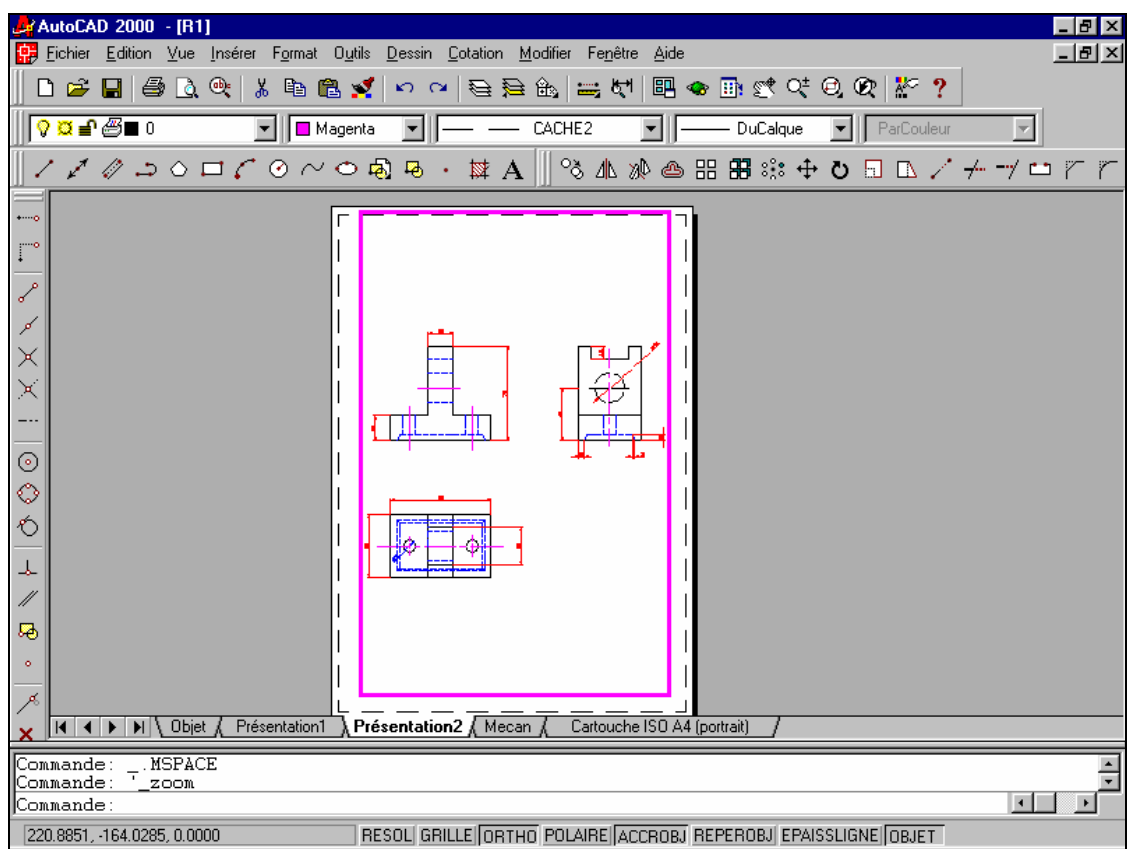 AutoCAD 2000 - [R1]
Fichier Edition Vue Insérer Format Outils Dessin Cotation Modifier Fenêtre Aide
0 Magenta CACHE2 DuCalque ParCouleur
A
Objet Présentation1 Présentation2 Mecan Cartouche ISO A4 (portrait)
Commande: _.MSPACE
Commande: '_zoom
Commande:
220.8851, -164.0285, 0.0000 RESOL GRILLE ORTHO POLAIRE ACCROBJ REPEROBJ EPAISSLIGNE OBJET